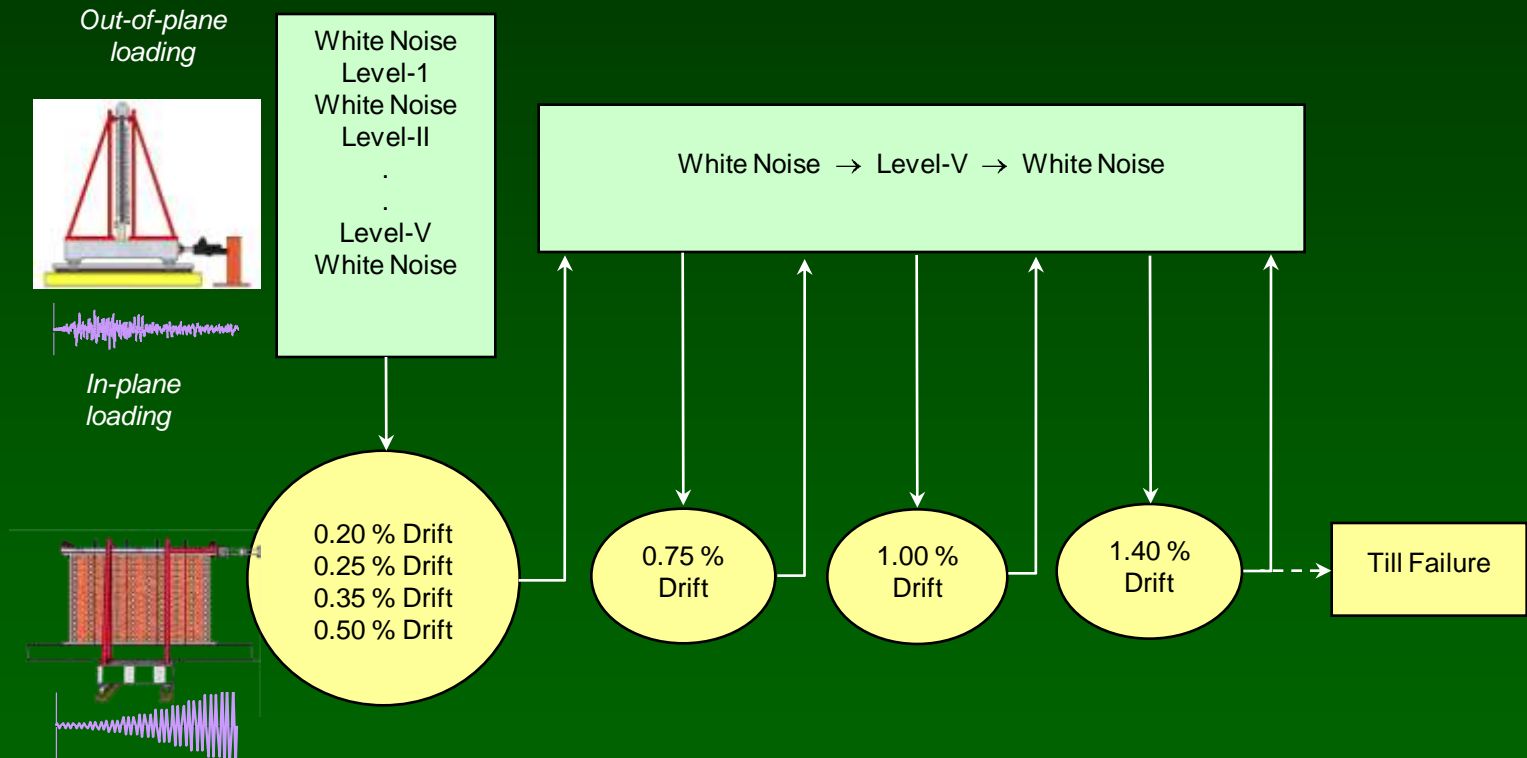 Out-of-plane
loading
White Noise
Level-1
White Noise
Level-II
.
.
Level-V
White Noise
White Noise → Level-V → White Noise
In-plane
loading
0.20 % Drift
0.25 % Drift
0.35 % Drift
0.50 % Drift
0.75 %
Drift
1.00 %
Drift
1.40 %
Drift
Till Failure